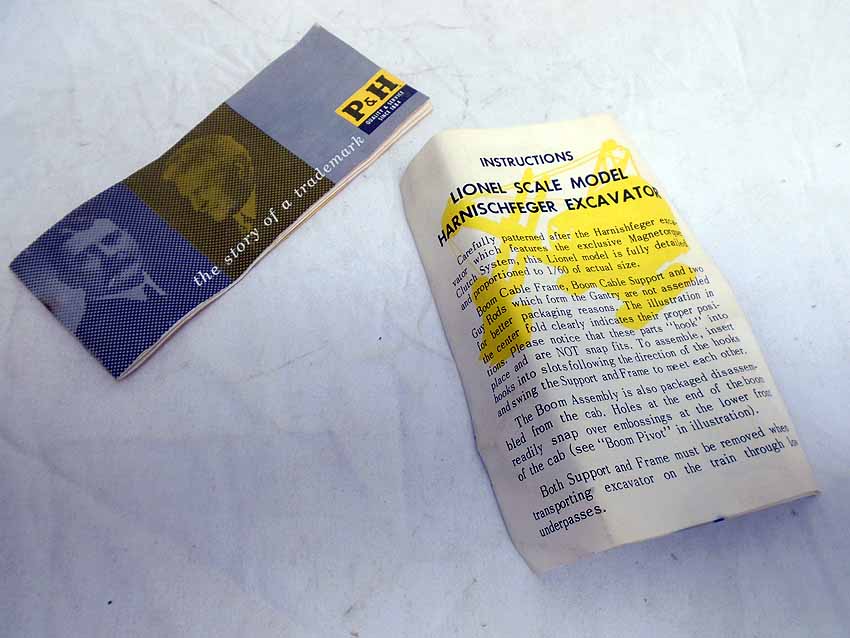 P&H
QUALITY & SERVICE
SINCE 1884
the story of a trademark
INSTRUCTIONS
LIONEL SCALE MODEL
HARNISCHFEGER EXCAVATOR
Carefully patterned after the Harnishfeger exca-
vator which features the exclusive Magnetorque
Clutch System, this Lionel model is fully detailed
and proportioned to 1/60 of actual size.
Boom Cable Frame, Boom Cable Support and two
Guy Rods which form the Gantry are not assembled
for better packaging reasons. The illustration in
the center fold clearly indicates their proper posi-
tions. Please notice that these parts "hook" into
place and are NOT snap fits. To assemble, insert
hooks into slots following the direction of the hooks
and swing the Support and Frame to meet each other.
The Boom Assembly is also packaged disassem-
bled from the cab. Holes at the end of the boom
readily snap over embossings at the lower front
of the cab (see "Boom Pivot" in illustration).
Both Support and Frame must be removed when
transporting excavator on the train through
underpasses.